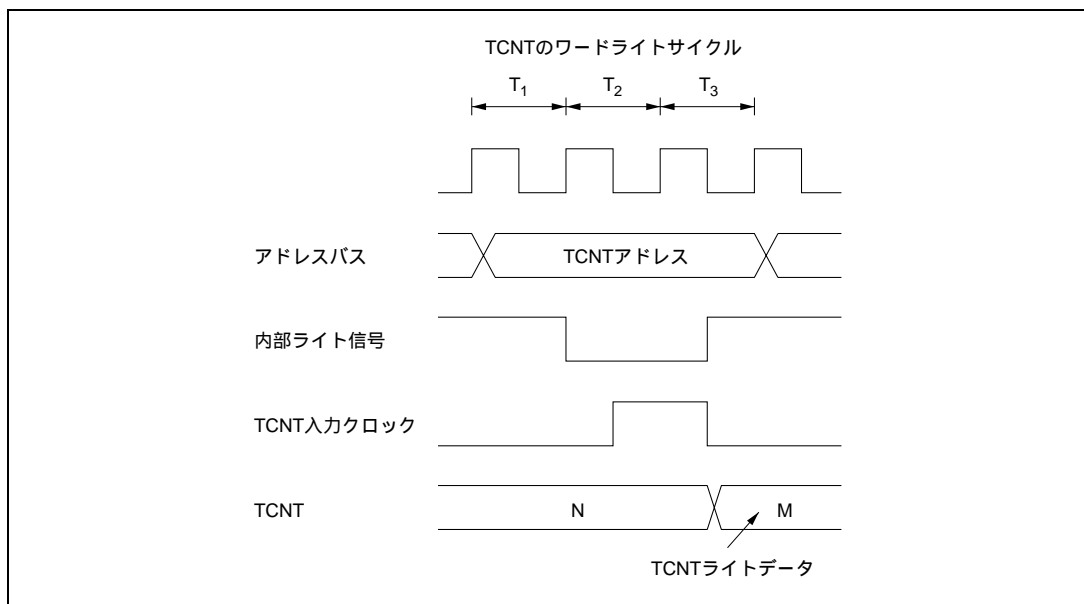 TCNTのワードライトサイクル
T1 T2 T3
アドレスバス TCNTアドレス
内部ライト信号
TCNT入力クロック
TCNT N M
TCNTライトデータ